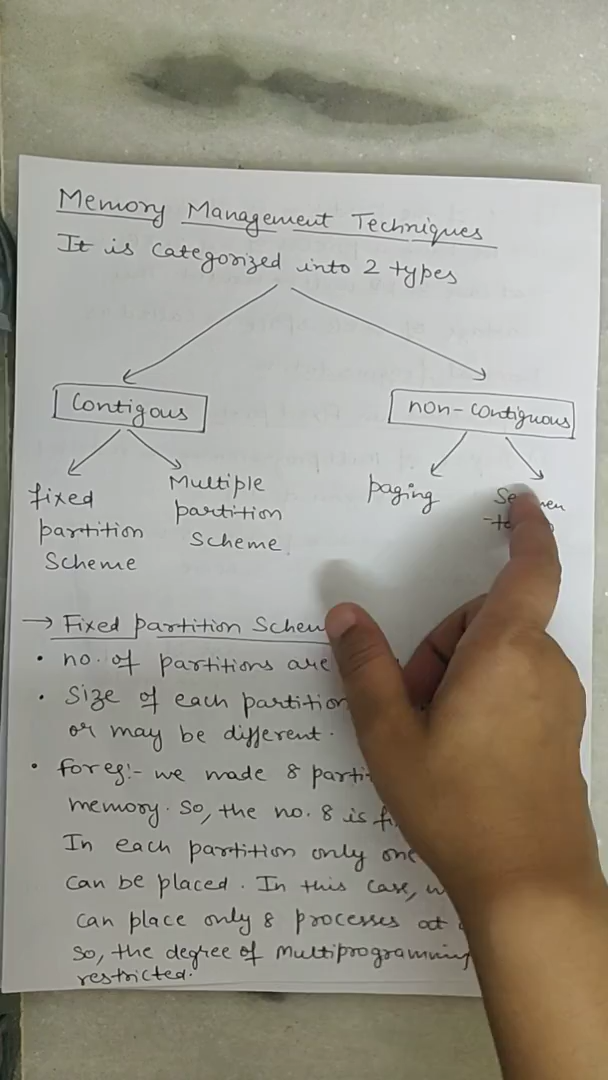 Memory Management Techniques
It is categorized into 2 types
Contigous
non-contiguous
fixed
partition
Scheme
Multiple
partition
Scheme.
paging
→ Fixed partition
• no. of partitions are
• Size of each partition
or may be different.
• foreg:- we made 8
memory. So, the no. 8 is
In each partition only one
can be placed. In this case,
can place only 8 processes at
so, the degree of Multiprogramming
restricted.